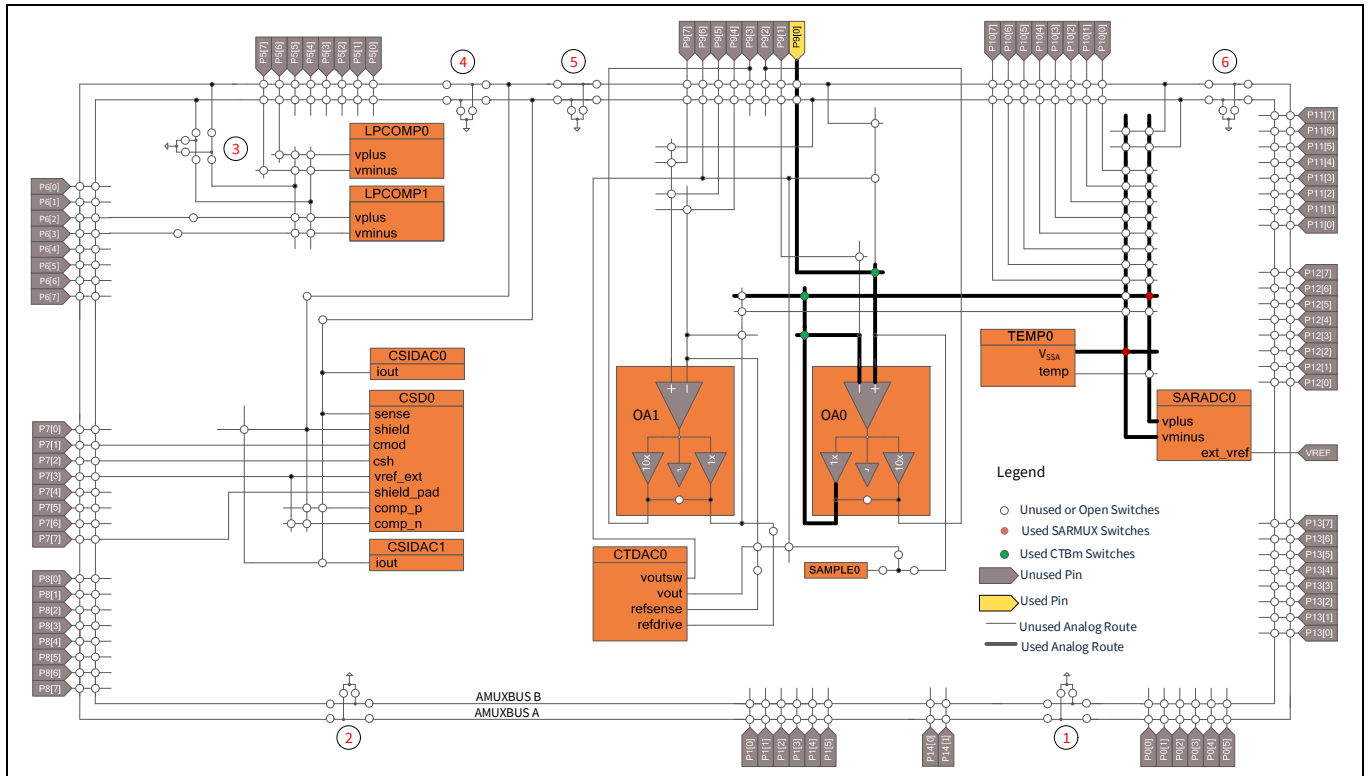 P5[7]
P5[6]
P5[5]
P5[4]
P5[3]
P5[2]
P5[1]
P5[0]
4
5
P9[7]
P9[6]
P9[5]
P9[4]
P9[3]
P9[2]
P9[1]
P9[0]
P10[7]
P10[6]
P10[5]
P10[4]
P10[3]
P10[2]
P10[1]
P10[0]
6
3
LPCOMP0
vplus
vminus
LPCOMP1
vplus
vminus
P6[0]
P6[1]
P6[2]
P6[3]
P6[4]
P6[5]
P6[6]
P6[7]
P11[7]
P11[6]
P11[5]
P11[4]
P11[3]
P11[2]
P11[1]
P11[0]
P12[7]
P12[6]
P12[5]
P12[4]
P12[3]
P12[2]
P12[1]
P12[0]
CSIDAC0
iout
CSD0
sense
shield
cmod
csh
vref_ext
shield_pad
comp_p
comp_n
CSIDAC1
iout
P7[0]
P7[1]
P7[2]
P7[3]
P7[4]
P7[5]
P7[6]
P7[7]
OA1
+
-
10x
1x
OA0
-
+
1x
10x
TEMP0
VSSA
temp
SARADC0
vplus
vminus
ext_vref
VREF
CTDAC0
voutsw
vout
refsense
refdrive
SAMPLE0
Legend
Unused or Open Switches
Used SARMUX Switches
Used CTBm Switches
Unused Pin
Used Pin
Unused Analog Route
Used Analog Route
P13[7]
P13[6]
P13[5]
P13[4]
P13[3]
P13[2]
P13[1]
P13[0]
P8[0]
P8[1]
P8[2]
P8[3]
P8[4]
P8[5]
P8[6]
P8[7]
AMUXBUS B
AMUXBUS A
2
1
P1[0]
P1[1]
P1[2]
P1[3]
P1[4]
P1[5]
P14[0]
P14[1]
P0[0]
P0[1]
P0[2]
P0[3]
P0[4]
P0[5]